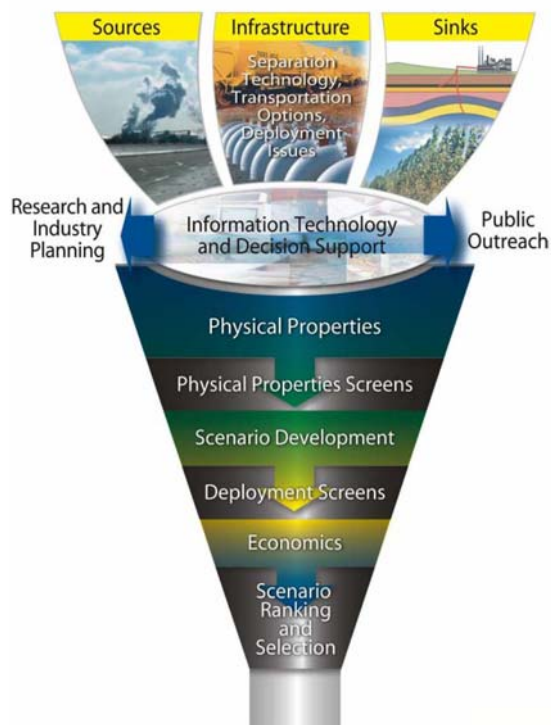 Sources
Infrastructure
Sinks
Separation
Technology,
Transportation
Options,
Deployment
Issues
Research and
Industry
Planning
Information Technology
and Decision Support
Public
Outreach
Physical Properties
Physical Properties Screens
Scenario Development
Deployment Screens
Economics
Scenario
Ranking
and
Selection